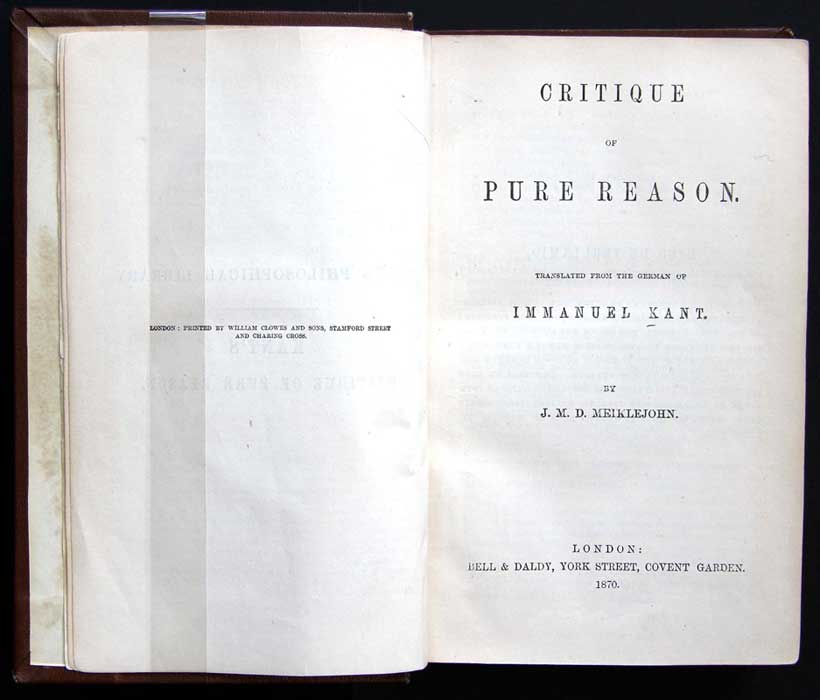 LONDON: PRINTED BY WILLIAM CLOWES AND SONS, STAMFORD STREET
AND CHARING CROSS.
CRITIQUE
OF
PURE REASON.
TRANSLATED FROM THE GERMAN OF
IMMANUEL KANT.
BY
J. M. D. MEIKLEJOHN.
LONDON:
BELL & DALDY, YORK STREET, COVENT GARDEN.
1870.